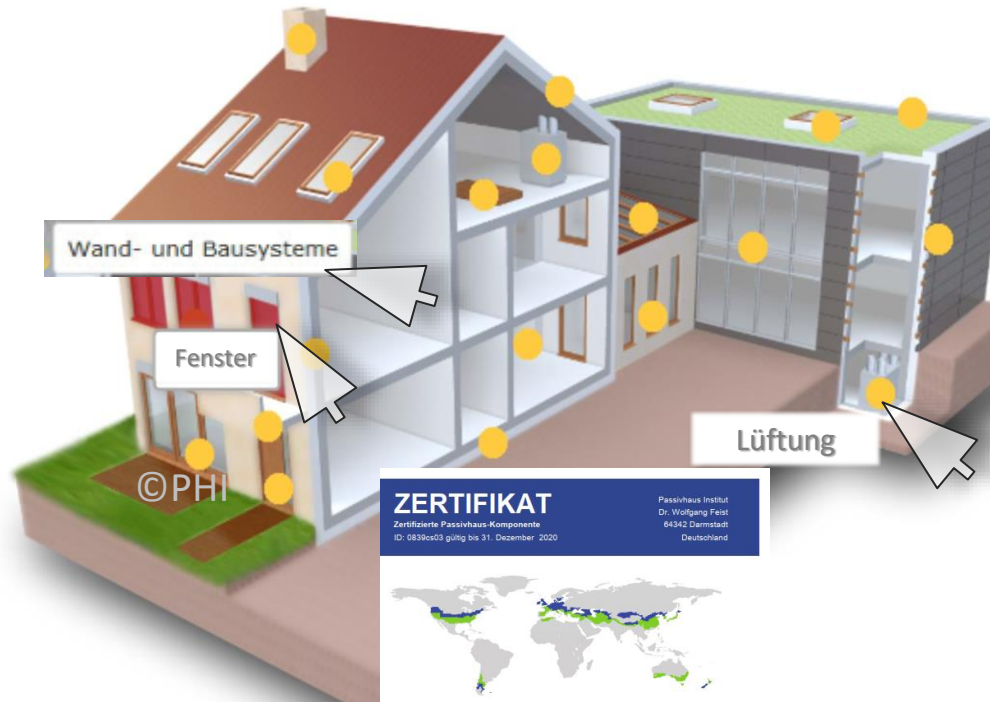 Wand- und Bausysteme
Fenster
Lüftung
©PHI
ZERTIFIKAT
Zertifizierte Passivhaus-Komponente
ID: 0839cs03 gültig bis 31. Dezember 2020
Passivhaus Institut
Dr. Wolfgang Feist
64342 Darmstadt
Deutschland